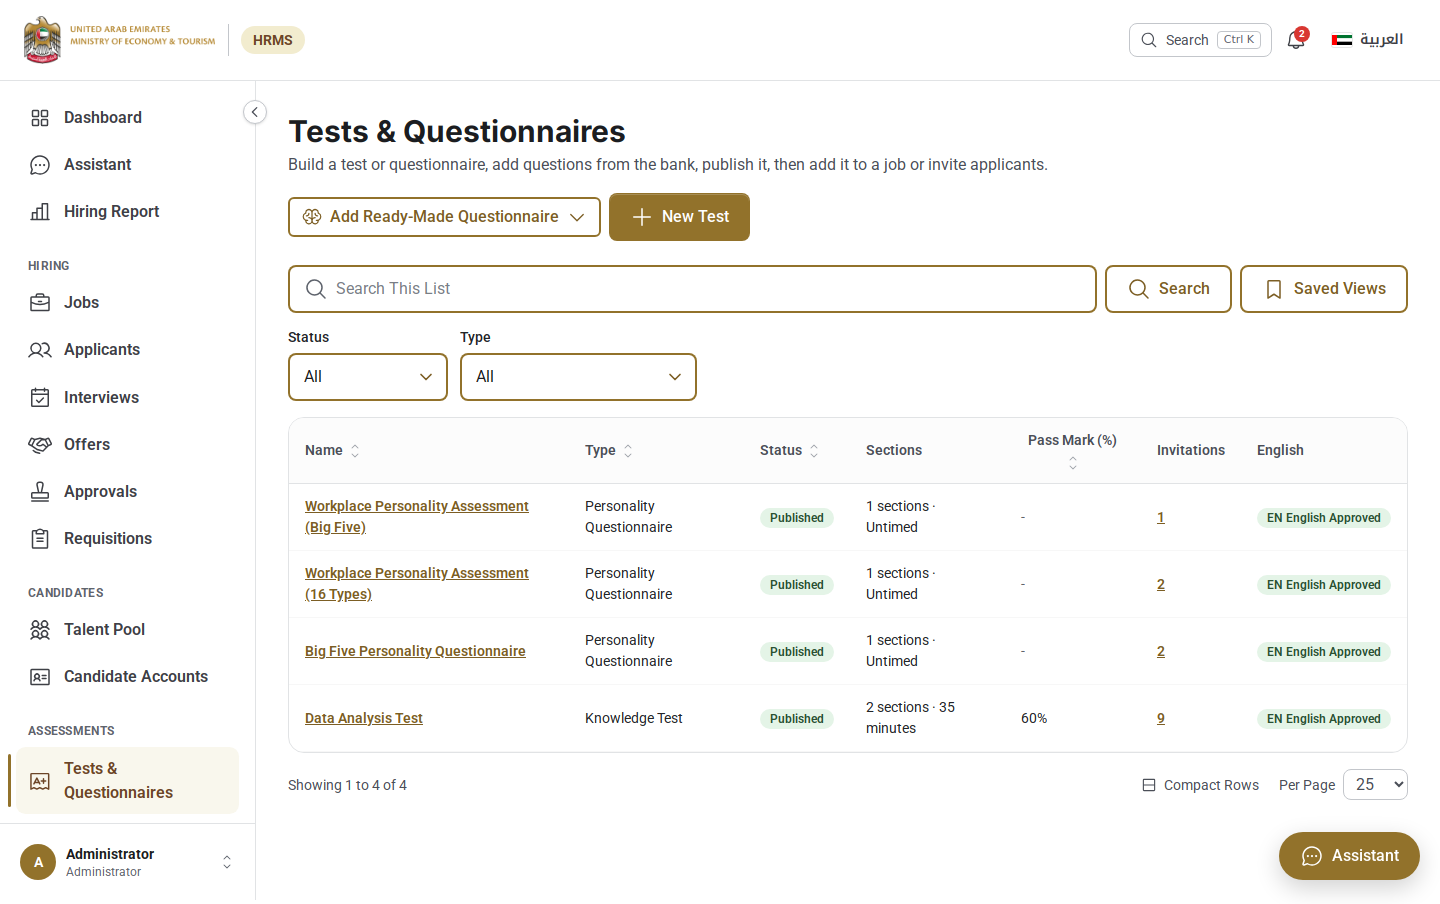 UNITED ARAB EMIRATES
MINISTRY OF ECONOMY & TOURISM
HRMS
Search Ctrl K
2
العربية
Dashboard
Assistant
Hiring Report
HIRING
Jobs
Applicants
Interviews
Offers
Approvals
Requisitions
CANDIDATES
Talent Pool
Candidate Accounts
ASSESSMENTS
A+ Tests &
Questionnaires
A
Administrator
Administrator
Tests & Questionnaires
Build a test or questionnaire, add questions from the bank, publish it, then add it to a job or invite applicants.
Add Ready-Made Questionnaire
New Test
Search This List
Search
Saved Views
Status Type
All All
Name Type Status Sections Pass Mark (%) Invitations English
Workplace Personality Assessment
(Big Five)
Personality
Questionnaire
Published
1 sections ·
Untimed
-
1
EN English Approved
Workplace Personality Assessment
(16 Types)
Personality
Questionnaire
Published
1 sections ·
Untimed
-
2
EN English Approved
Big Five Personality Questionnaire
Personality
Questionnaire
Published
1 sections ·
Untimed
-
2
EN English Approved
Data Analysis Test
Knowledge Test
Published
2 sections · 35
minutes
60%
9
EN English Approved
Showing 1 to 4 of 4
Compact Rows
Per Page 25
Assistant